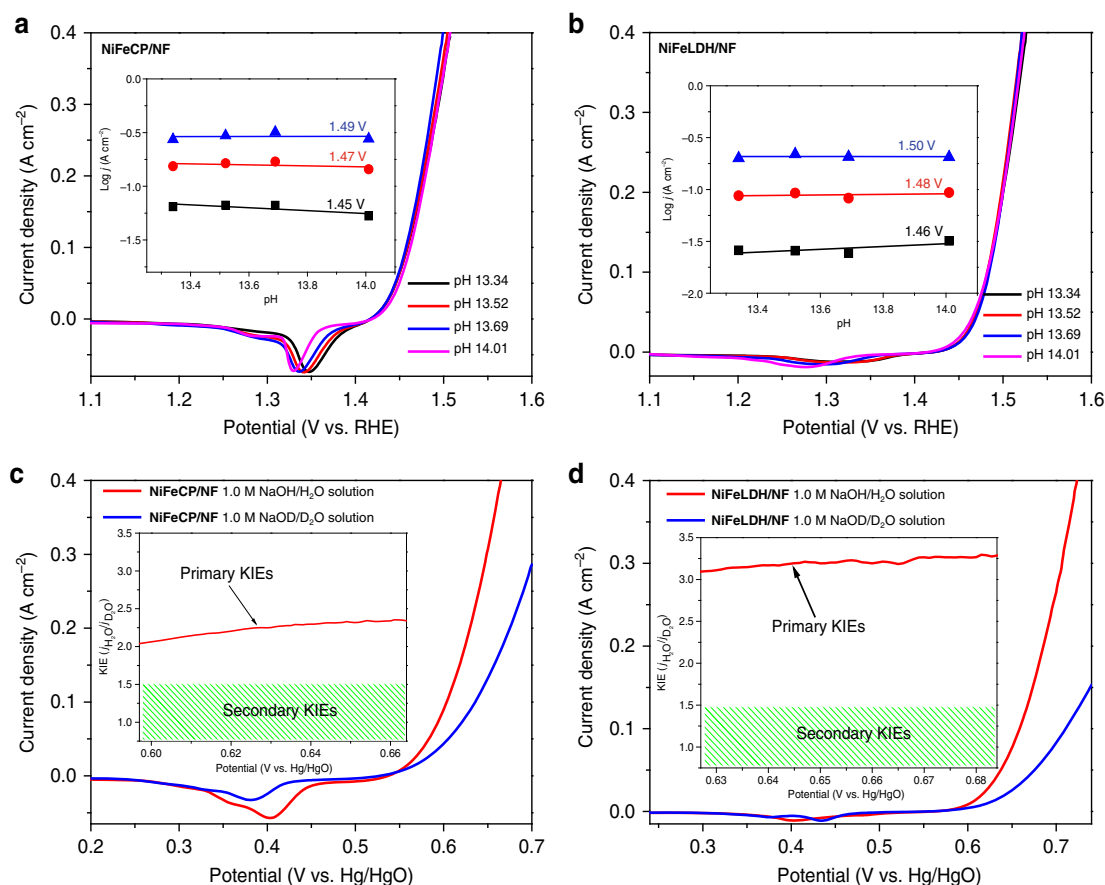 a
NiFeCP/NF
Current density (A cm⁻²)
0.4
0.3
0.2
0.1
0.0
1.1 1.2 1.3 1.4 1.5 1.6
Potential (V vs. RHE)
Log j (A cm⁻²)
0.0
−0.5
−1.0
−1.5
13.4 13.6 13.8 14.0
pH
1.49 V
1.47 V
1.45 V
pH 13.34
pH 13.52
pH 13.69
pH 14.01
b
NiFeLDH/NF
Current density (A cm⁻²)
0.4
0.3
0.2
0.1
0.0
1.1 1.2 1.3 1.4 1.5 1.6
Potential (V vs. RHE)
Log j (A cm⁻²)
0.0
−0.5
−1.0
−1.5
−2.0
13.4 13.6 13.8 14.0
pH
1.50 V
1.48 V
1.46 V
pH 13.34
pH 13.52
pH 13.69
pH 14.01
c
NiFeCP/NF 1.0 M NaOH/H₂O solution
NiFeCP/NF 1.0 M NaOD/D₂O solution
Current density (A cm⁻²)
0.4
0.3
0.2
0.1
0.0
0.2 0.3 0.4 0.5 0.6 0.7
Potential (V vs. Hg/HgO)
KIE (jH₂O/jD₂O)
3.5
3.0
2.5
2.0
1.5
1.0
0.60 0.62 0.64 0.66
Potential (V vs. Hg/HgO)
Primary KIEs
Secondary KIEs
d
NiFeLDH/NF 1.0 M NaOH/H₂O solution
NiFeLDH/NF 1.0 M NaOD/D₂O solution
Current density (A cm⁻²)
0.4
0.3
0.2
0.1
0.0
0.3 0.4 0.5 0.6 0.7
Potential (V vs. Hg/HgO)
KIE (jH₂O/jD₂O)
3.5
3.0
2.5
2.0
1.5
1.0
0.63 0.64 0.65 0.66 0.67 0.68
Potential (V vs. Hg/HgO)
Primary KIEs
Secondary KIEs